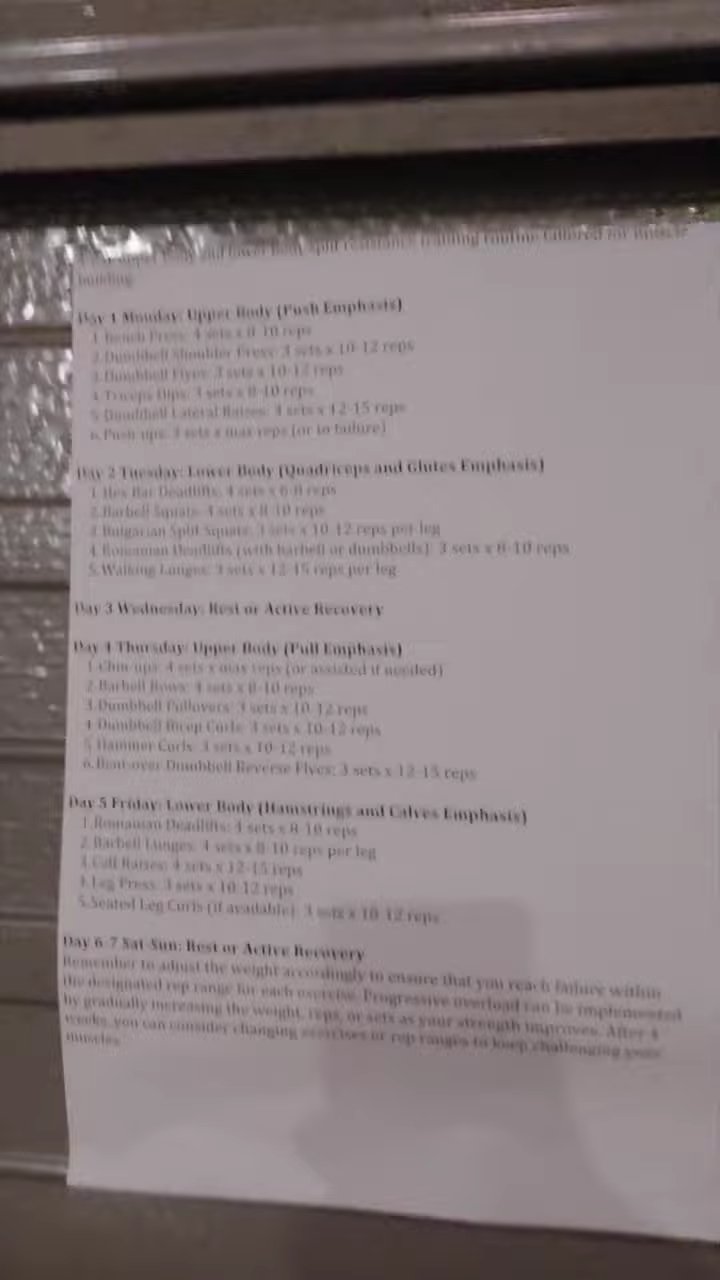 upper body and lower body split resistance training routine tailored for muscle
building.
Day 1 Monday: Upper Body (Push Emphasis)
1. Bench Press: 4 sets x 8-10 reps
2. Dumbbell Shoulder Press: 3 sets x 10-12 reps
3. Dumbbell Flyes: 3 sets x 10-12 reps
4. Triceps Dips: 3 sets x 8-10 reps
5. Dumbbell Lateral Raises: sets x 12-15 reps
6. Push-ups: 3 sets x max reps (or to failure)
Day 2 Tuesday: Lower Body (Quadriceps and Glutes Emphasis)
1. Hex Bar Deadlifts: 4 sets x 6-8 reps
2. Barbell Squats: 4 sets x 8-10 reps
3. Bulgarian Split Squats: 3 sets x 10-12 reps per leg
4. Romanian Deadlifts (with barbell or dumbbells): 3 sets x 8-10 reps
5. Walking Lunges: 3 sets x 12-15 reps per leg
Day 3 Wednesday: Rest or Active Recovery
Day 4 Thursday: Upper Body (Pull Emphasis)
1. Chin-ups: 4 sets x max reps (or assisted if needed)
2. Barbell Rows: 4 sets x 8-10 reps
3. Dumbbell Pullovers: 3 sets x 10-12 reps
4. Dumbbell Bicep Curls: 3 sets x 10-12 reps
5. Hammer Curls: 3 sets x 10-12 reps
6. Bent-over Dumbbell Reverse Flyes: 3 sets x 12-15 reps
Day 5 Friday: Lower Body (Hamstrings and Calves Emphasis)
1. Romanian Deadlifts: 4 sets x 8-10 reps
2. Barbell Lunges: 4 sets x 8-10 reps per leg
3. Calf Raises: 4 sets x 12-15 reps
4. Leg Press: 3 sets x 10-12 reps
5. Seated Leg Curls (if available): 3 sets x 10-12 reps
Day 6-7 Sat-Sun: Rest or Active Recovery
Remember to adjust the weight accordingly to ensure that you reach failure within
the designated rep range for each exercise. Progressive overload can be implemented
by gradually increasing the weight, reps, or sets as your strength improves. After 4
weeks, you can consider changing exercises or rep ranges to keep challenging your
muscles.